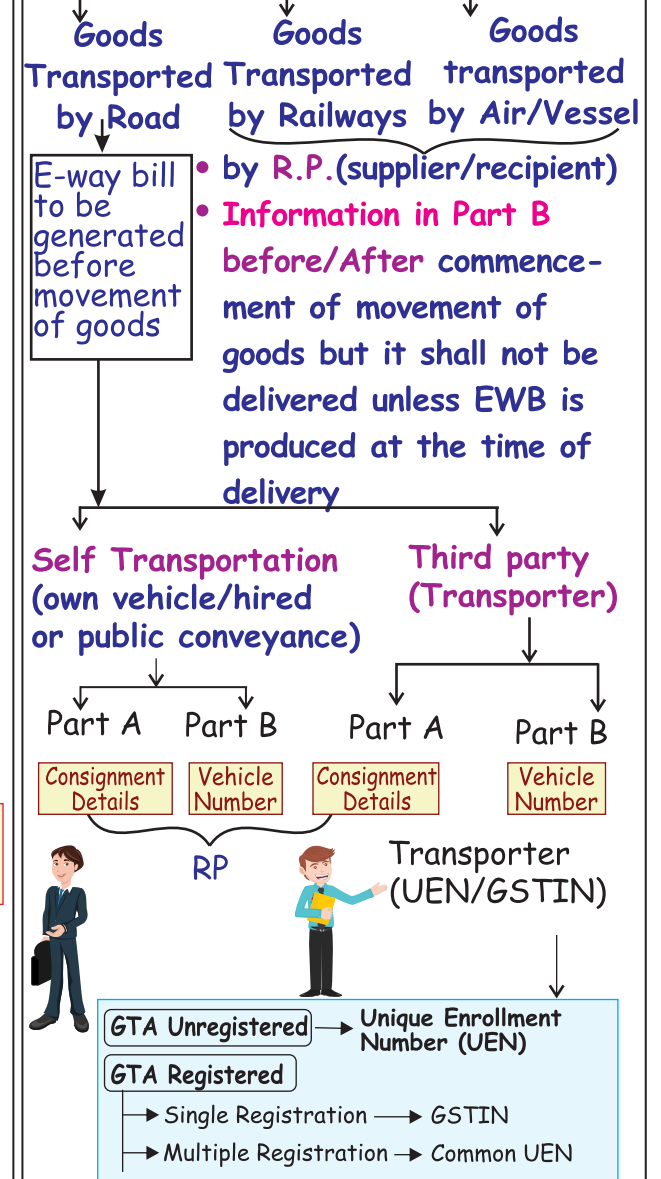 Goods
Transported
by Road
Goods
Transported
by Railways
Goods
transported
by Air/Vessel
E-way bill
to be
generated
before
movement
of goods
• by R.P.(supplier/recipient)
• Information in Part B
before/After commence-
ment of movement of
goods but it shall not be
delivered unless EWB is
produced at the time of
delivery
Self Transportation
(own vehicle/hired
or public conveyance)
Third party
(Transporter)
Part A
Part B
Part A
Part B
Consignment
Details
Vehicle
Number
Consignment
Details
Vehicle
Number
RP
Transporter
(UEN/GSTIN)
GTA Unregistered
Unique Enrollment
Number (UEN)
GTA Registered
Single Registration
GSTIN
Multiple Registration
Common UEN